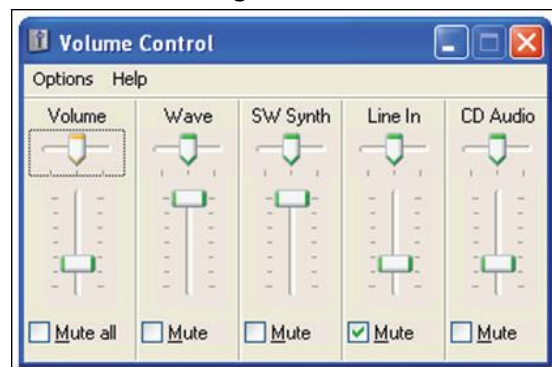 Volume Control
Options Help
Volume Wave SW Synth Line In CD Audio
Mute all Mute Mute Mute Mute